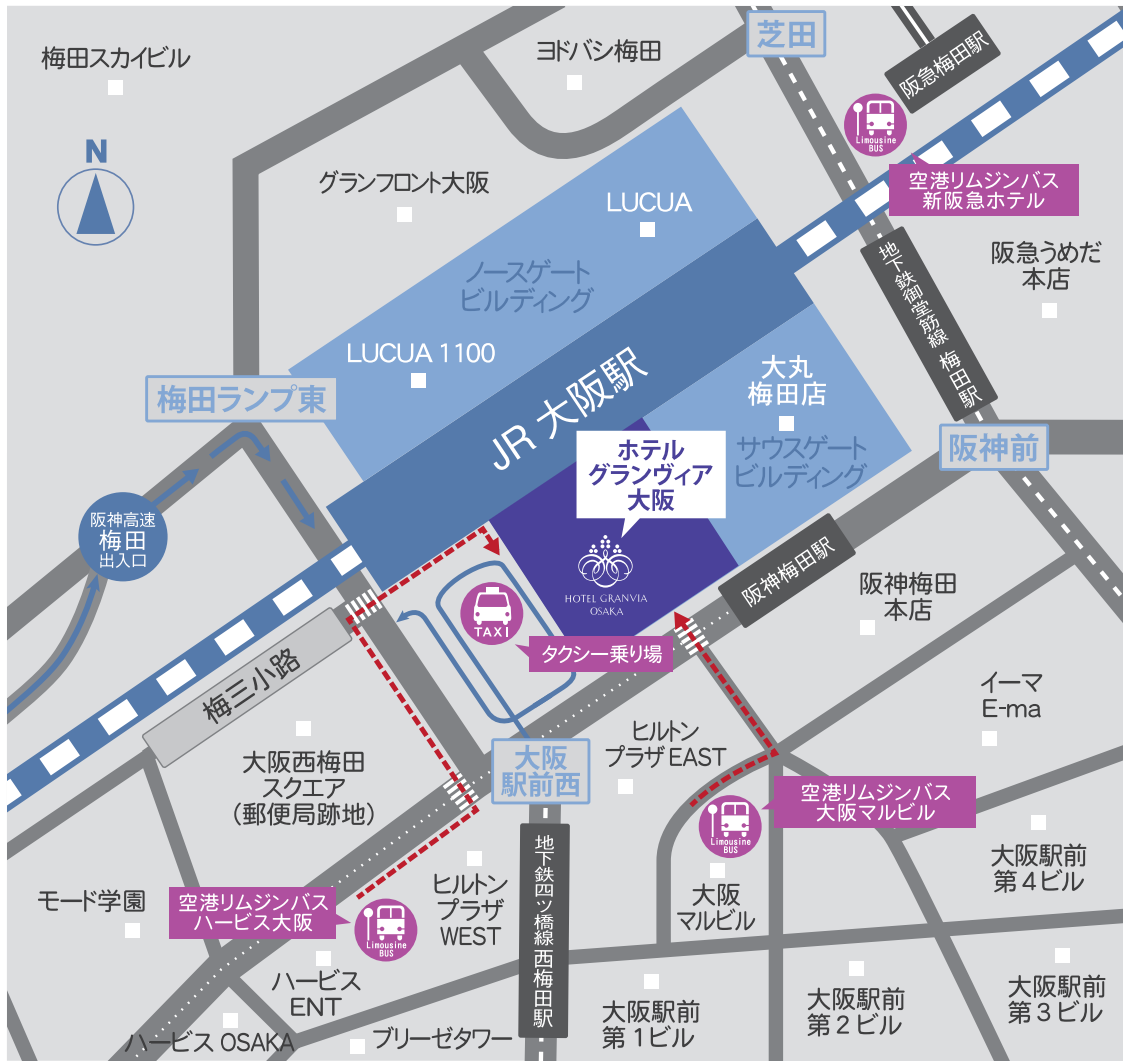 芝田
梅田スカイビル
ヨドバシ梅田
阪急梅田駅
Limousine
BUS
N
空港リムジンバス
新阪急ホテル
グランフロント大阪
LUCUA
阪急うめだ
本店
ノースゲート
ビルディング
地下鉄御堂筋線 梅田駅
LUCUA 1100
梅田ランプ東
JR 大阪駅
大丸
梅田店
サウスゲート
ビルディング
阪神前
ホテル
グランヴィア
大阪
阪神高速
梅田
出入口
HOTEL GRANVIA
OSAKA
阪神梅田駅
阪神梅田
本店
TAXI
タクシー乗り場
梅三小路
イーマ
E-ma
大阪西梅田
スクエア
（郵便局跡地）
大阪
駅前西
ヒルトン
プラザ EAST
空港リムジンバス
大阪マルビル
Limousine
BUS
大阪
マルビル
大阪駅前
第4ビル
モード学園
空港リムジンバス
ハービス大阪
Limousine
BUS
ヒルトン
プラザ
WEST
地下鉄四ツ橋線 西梅田駅
ハービス
ENT
ハービス OSAKA
ブリーゼタワー
大阪駅前
第1ビル
大阪駅前
第2ビル
大阪駅前
第3ビル